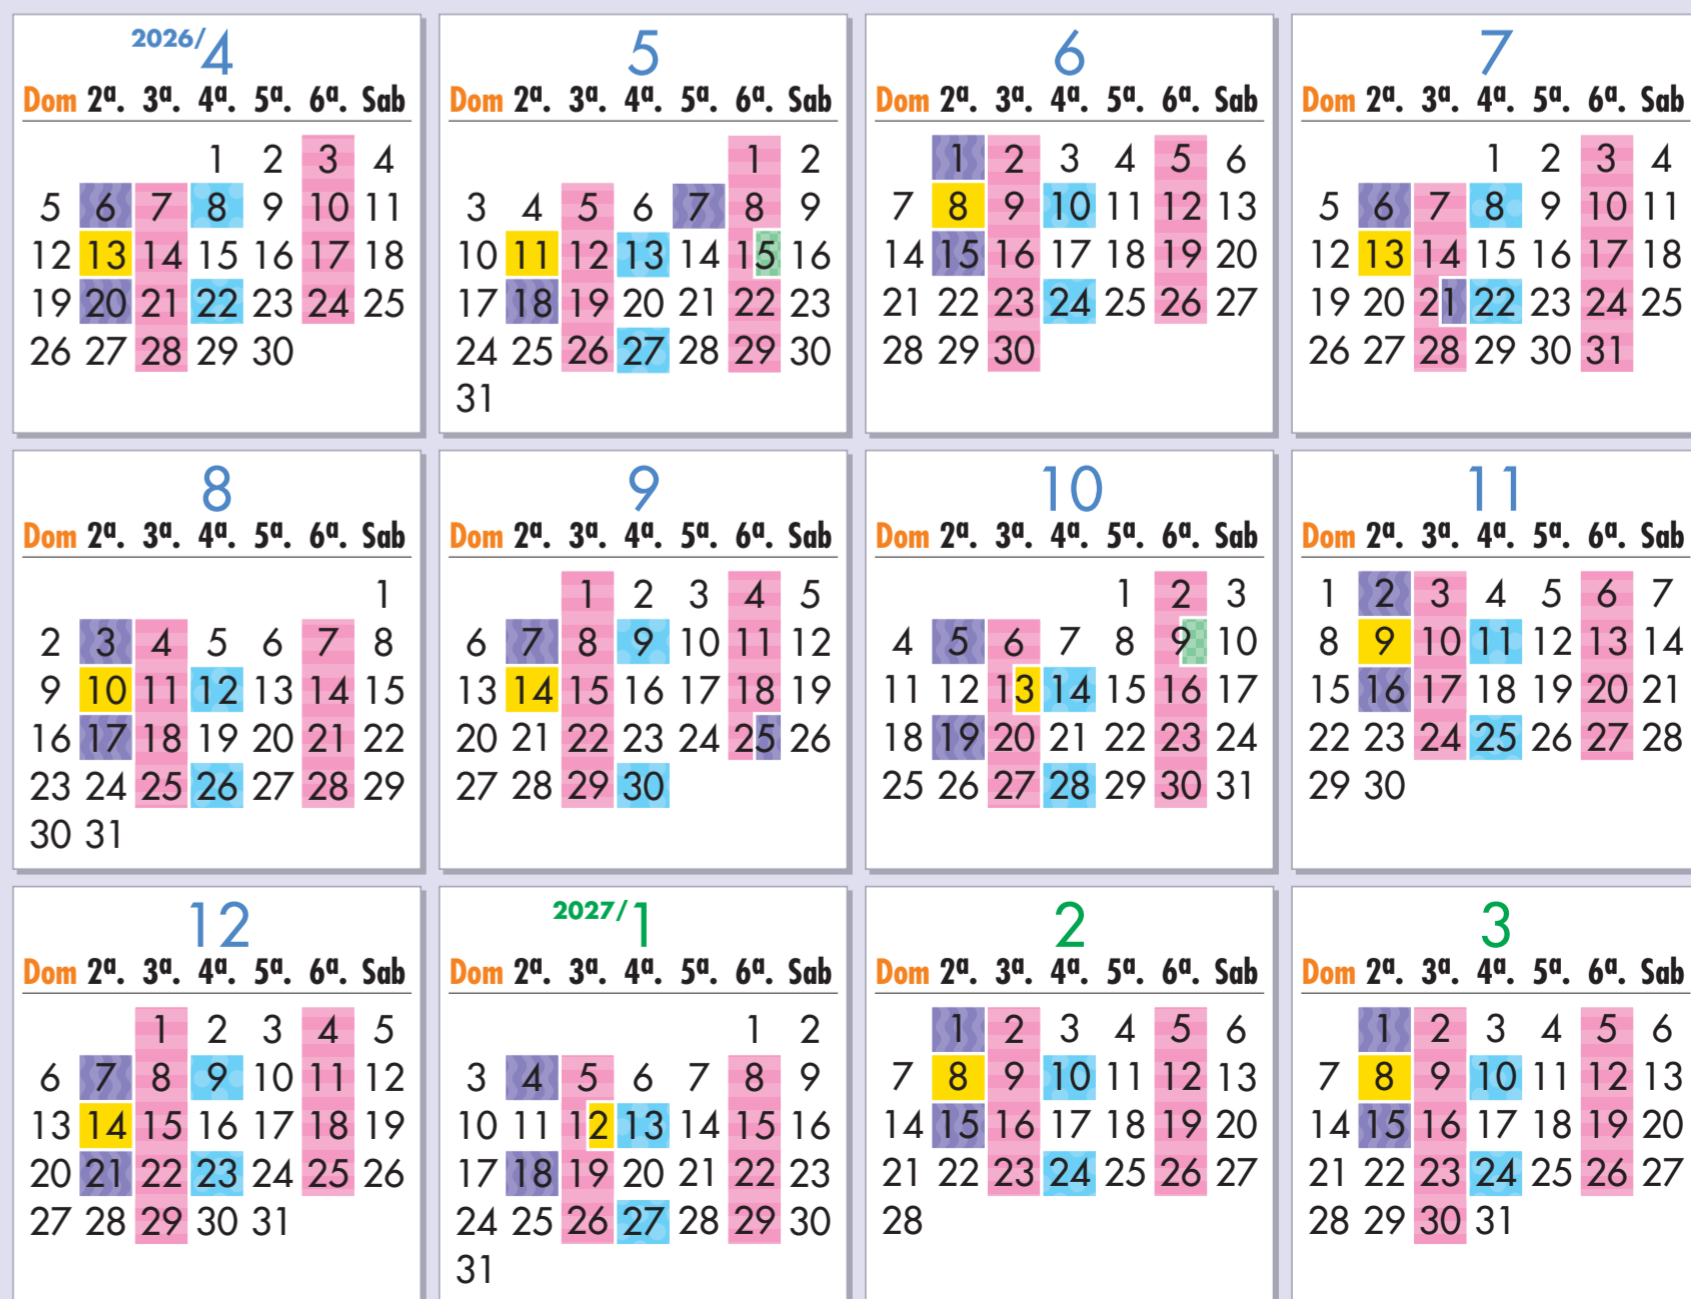 2026/4
Dom 2ª. 3ª. 4ª. 5ª. 6ª. Sab
1 2 3 4
5 6 7 8 9 10 11
12 13 14 15 16 17 18
19 20 21 22 23 24 25
26 27 28 29 30
5
Dom 2ª. 3ª. 4ª. 5ª. 6ª. Sab
1 2
3 4 5 6 7 8 9
10 11 12 13 14 15 16
17 18 19 20 21 22 23
24 25 26 27 28 29 30
31
6
Dom 2ª. 3ª. 4ª. 5ª. 6ª. Sab
1 2 3 4 5 6
7 8 9 10 11 12 13
14 15 16 17 18 19 20
21 22 23 24 25 26 27
28 29 30
7
Dom 2ª. 3ª. 4ª. 5ª. 6ª. Sab
1 2 3 4
5 6 7 8 9 10 11
12 13 14 15 16 17 18
19 20 21 22 23 24 25
26 27 28 29 30 31
8
Dom 2ª. 3ª. 4ª. 5ª. 6ª. Sab
1
2 3 4 5 6 7 8
9 10 11 12 13 14 15
16 17 18 19 20 21 22
23 24 25 26 27 28 29
30 31
9
Dom 2ª. 3ª. 4ª. 5ª. 6ª. Sab
1 2 3 4 5
6 7 8 9 10 11 12
13 14 15 16 17 18 19
20 21 22 23 24 25 26
27 28 29 30
10
Dom 2ª. 3ª. 4ª. 5ª. 6ª. Sab
1 2 3
4 5 6 7 8 9 10
11 12 13 14 15 16 17
18 19 20 21 22 23 24
25 26 27 28 29 30 31
11
Dom 2ª. 3ª. 4ª. 5ª. 6ª. Sab
1 2 3 4 5 6 7
8 9 10 11 12 13 14
15 16 17 18 19 20 21
22 23 24 25 26 27 28
29 30
12
Dom 2ª. 3ª. 4ª. 5ª. 6ª. Sab
1 2 3 4 5
6 7 8 9 10 11 12
13 14 15 16 17 18 19
20 21 22 23 24 25 26
27 28 29 30 31
2027/1
Dom 2ª. 3ª. 4ª. 5ª. 6ª. Sab
1 2
3 4 5 6 7 8 9
10 11 12 13 14 15 16
17 18 19 20 21 22 23
24 25 26 27 28 29 30
31
2
Dom 2ª. 3ª. 4ª. 5ª. 6ª. Sab
1 2 3 4 5 6
7 8 9 10 11 12 13
14 15 16 17 18 19 20
21 22 23 24 25 26 27
28
3
Dom 2ª. 3ª. 4ª. 5ª. 6ª. Sab
1 2 3 4 5 6
7 8 9 10 11 12 13
14 15 16 17 18 19 20
21 22 23 24 25 26 27
28 29 30 31